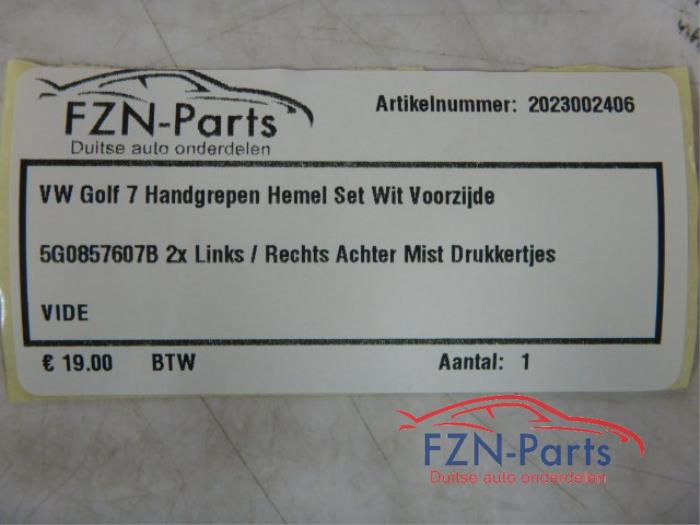 FZN-Parts
Duitse auto onderdelen
Artikelnummer: 2023002406
VW Golf 7 Handgrepen Hemel Set Wit Voorzijde
5G0857607B 2x Links / Rechts Achter Mist Drukkertjes
VIDE
€ 19.00 BTW Aantal: 1
FZN-Parts
Duitse auto onderdelen